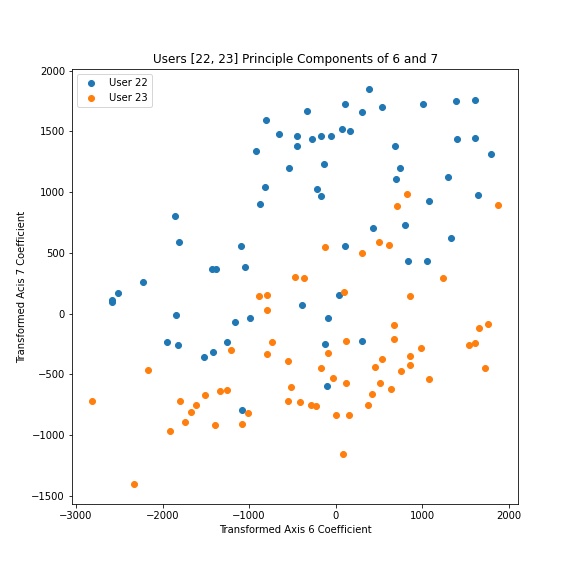 Users [22, 23] Principle Components of 6 and 7
User 22
User 23
Transformed Acis 7 Coefficient
2000
1500
1000
500
0
−500
−1000
−1500
−3000 −2000 −1000 0 1000 2000
Transformed Axis 6 Coefficient